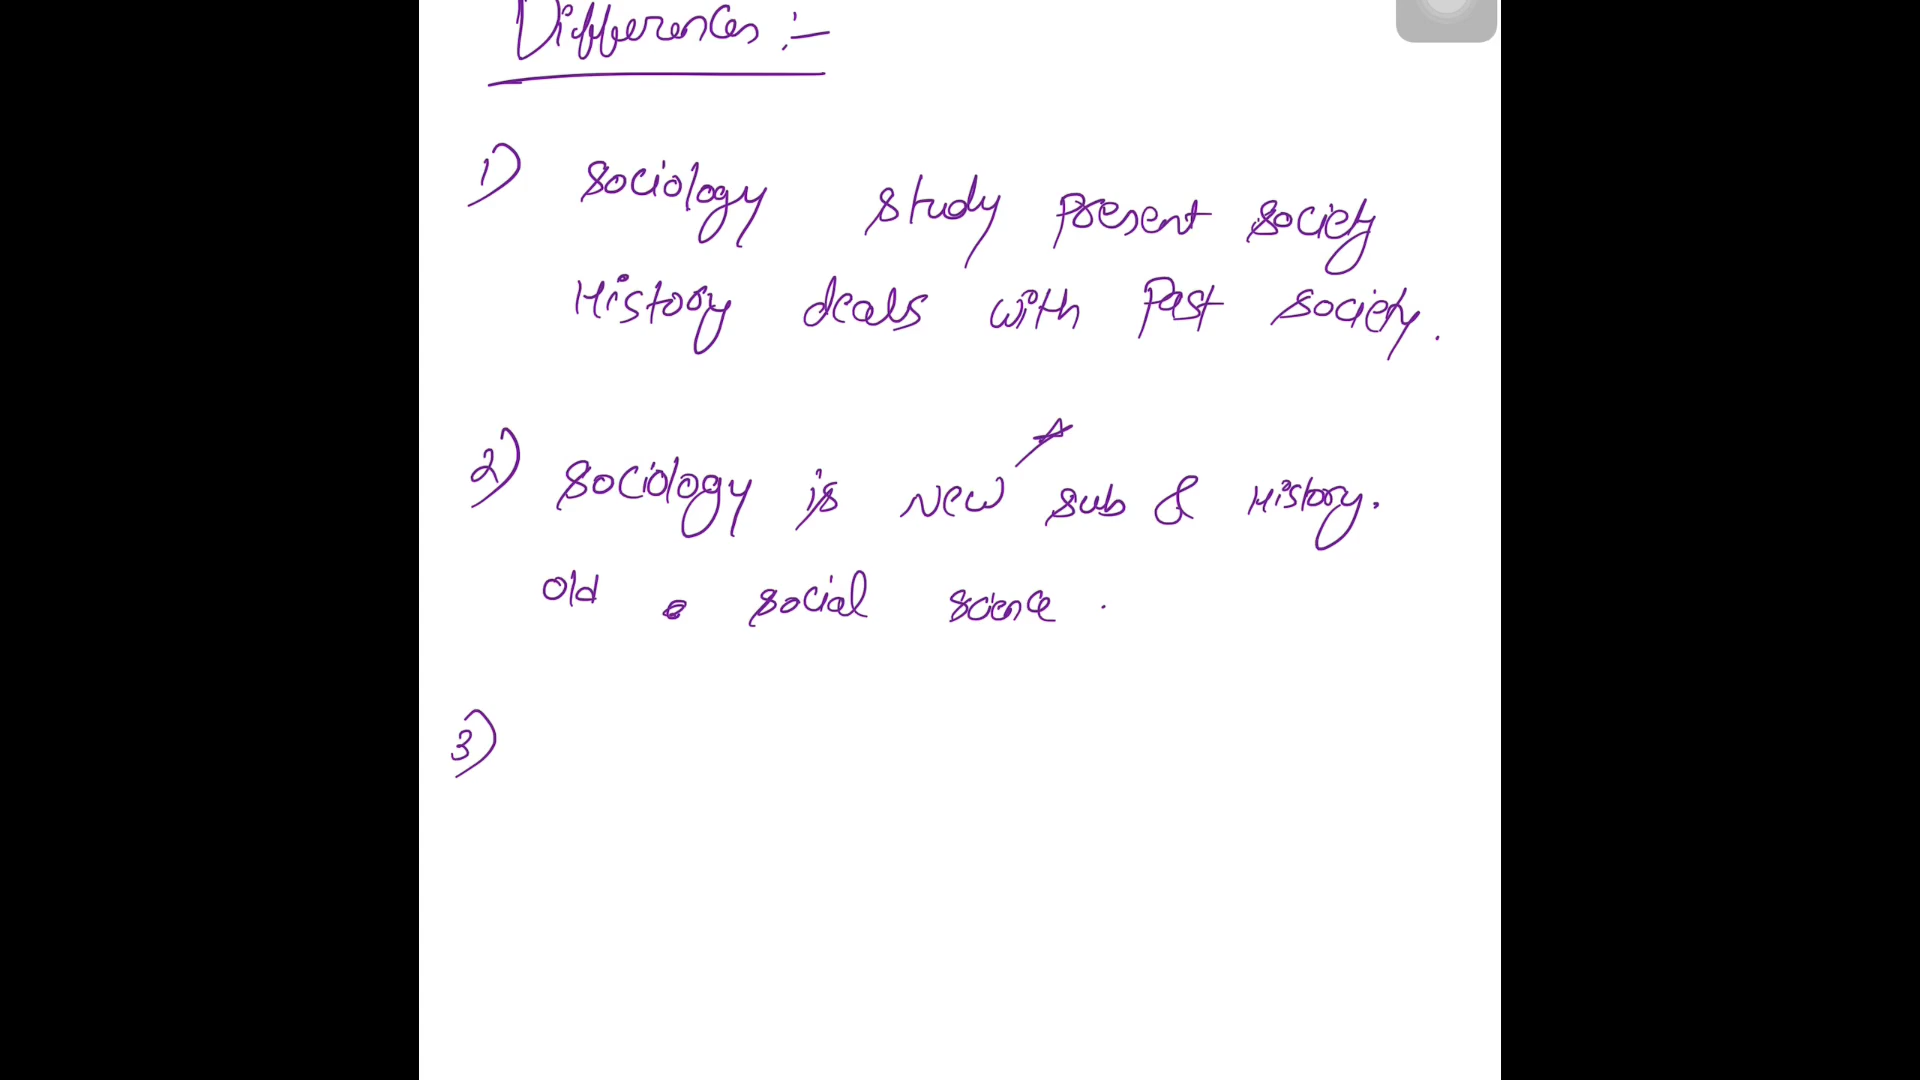 Differences :-
1) Sociology study present society
History deals with Past society.
2) Sociology is New sub & History.
old social science .
3)